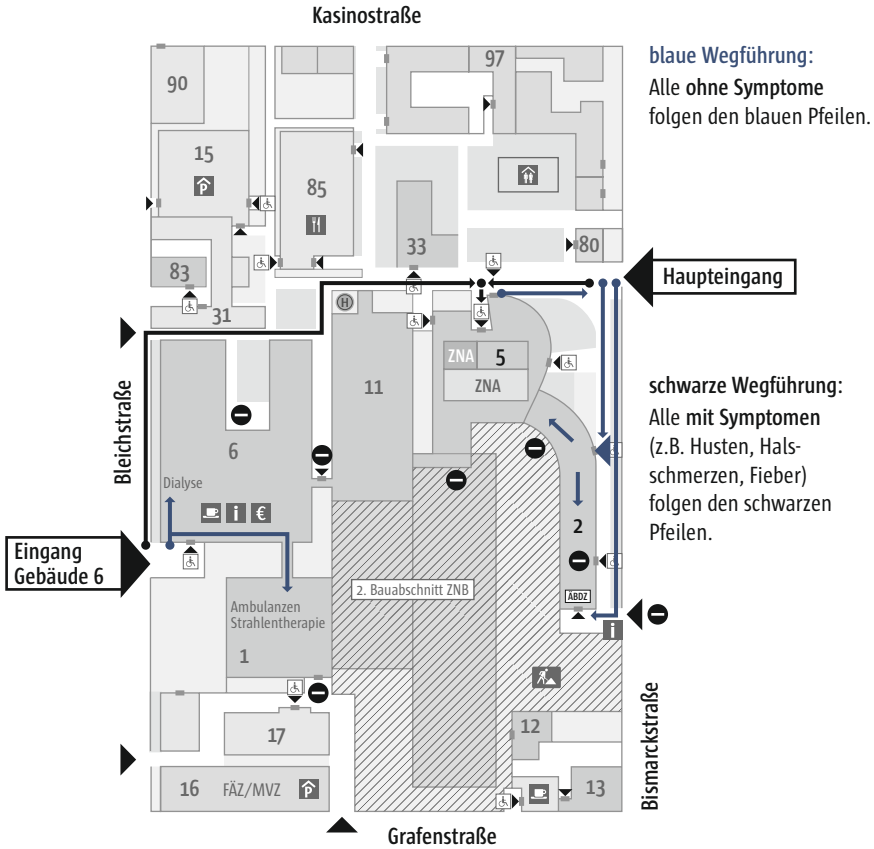 Kasinostraße
97
90
blaue Wegführung:
Alle ohne Symptome
folgen den blauen Pfeilen.
15
P
85
33
80
Haupteingang
83
31
H
ZNA
5
ZNA
11
schwarze Wegführung:
Alle mit Symptomen
(z.B. Husten, Hals-
schmerzen, Fieber)
folgen den schwarzen
Pfeilen.
Bleichstraße
6
Dialyse
i
€
2
Eingang
Gebäude 6
2. Bauabschnitt ZNB
ÄBDZ
Ambulanzen
Strahlentherapie
1
i
Bismarckstraße
17
12
16
FÄZ/MVZ
P
13
Grafenstraße